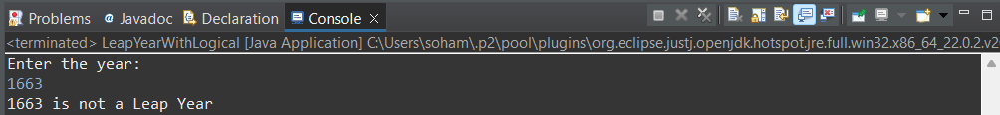 Problems Javadoc Declaration Console
<terminated> LeapYearWithLogical [Java Application] C:\Users\soham\.p2\pool\plugins\org.eclipse.justj.openjdk.hotspot.jre.full.win32.x86_64_22.0.2.v2
Enter the year:
1663
1663 is not a Leap Year